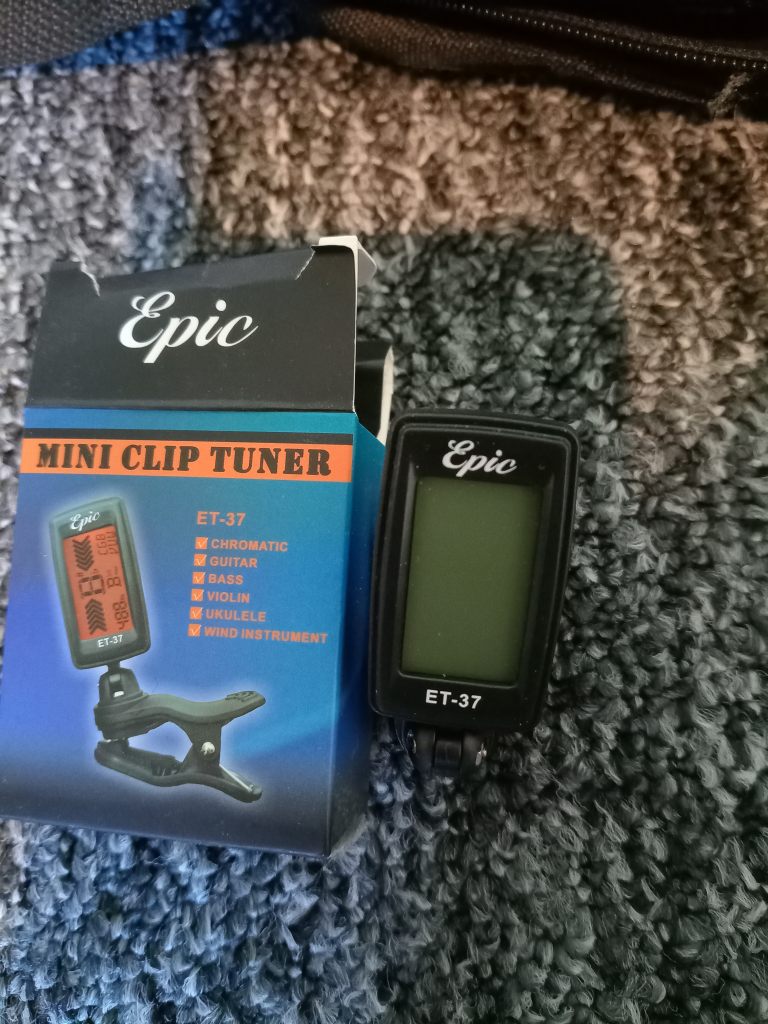 Epic
MINI CLIP TUNER
Epic
ET-37
ET-37
CHROMATIC
GUITAR
BASS
VIOLIN
UKULELE
WIND INSTRUMENT
Epic
ET-37